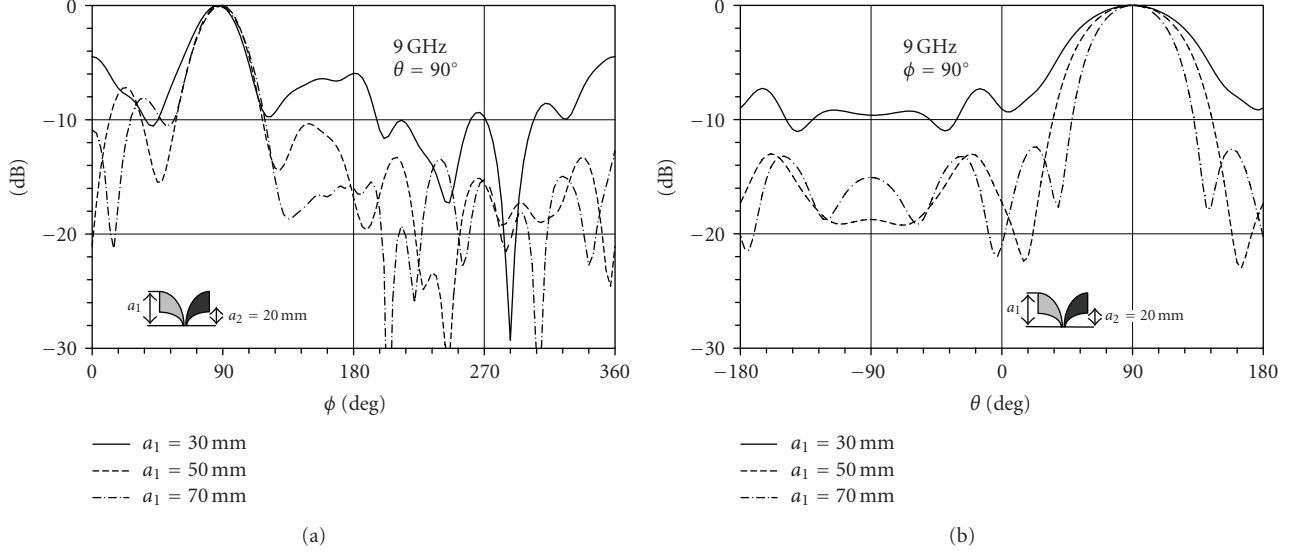 0
−10
−20
−30
(dB)
0
90
180
270
360
ϕ (deg)
9 GHz
θ = 90°
a₁
a₂ = 20 mm
a₁ = 30 mm
a₁ = 50 mm
a₁ = 70 mm
(a)
0
−10
−20
−30
(dB)
−180
−90
0
90
180
θ (deg)
9 GHz
ϕ = 90°
a₁
a₂ = 20 mm
a₁ = 30 mm
a₁ = 50 mm
a₁ = 70 mm
(b)